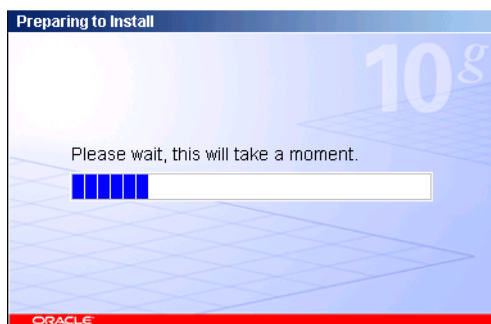 Preparing to Install
10g
Please wait, this will take a moment.
ORACLE